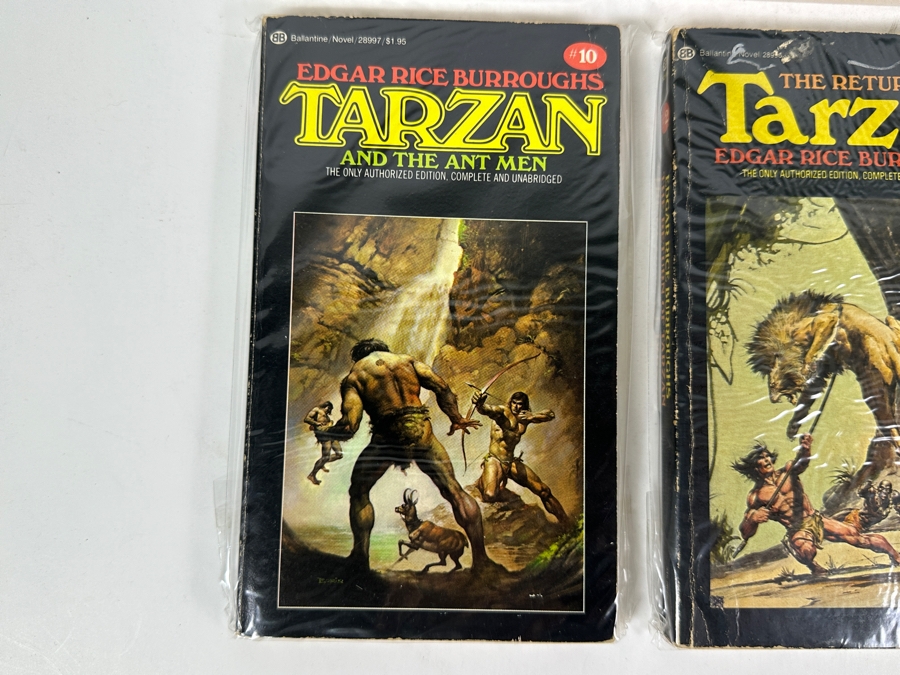 BB Ballantine/Novel/28997/$1.95
#10
EDGAR RICE BURROUGHS
TARZAN
AND THE ANT MEN
THE ONLY AUTHORIZED EDITION, COMPLETE AND UNABRIDGED
BB Ballantine Novel
THE RETUR
Tarz
EDGAR RICE BUR
THE ONLY AUTHORIZED EDITION, COMPLETE